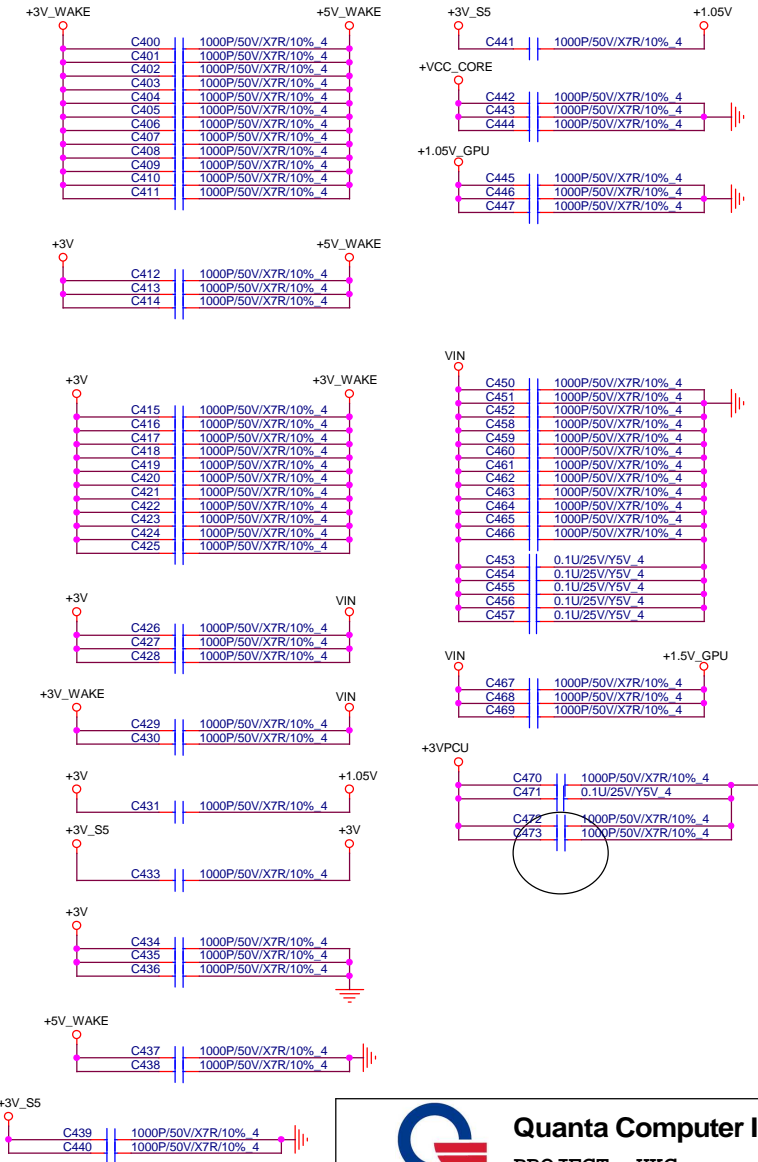 +3V_WAKE +5V_WAKE
C400 1000P/50V/X7R/10%_4
C401 1000P/50V/X7R/10%_4
C402 1000P/50V/X7R/10%_4
C403 1000P/50V/X7R/10%_4
C404 1000P/50V/X7R/10%_4
C405 1000P/50V/X7R/10%_4
C406 1000P/50V/X7R/10%_4
C407 1000P/50V/X7R/10%_4
C408 1000P/50V/X7R/10%_4
C409 1000P/50V/X7R/10%_4
C410 1000P/50V/X7R/10%_4
C411 1000P/50V/X7R/10%_4
+3V +5V_WAKE
C412 1000P/50V/X7R/10%_4
C413 1000P/50V/X7R/10%_4
C414 1000P/50V/X7R/10%_4
+3V +3V_WAKE
C415 1000P/50V/X7R/10%_4
C416 1000P/50V/X7R/10%_4
C417 1000P/50V/X7R/10%_4
C418 1000P/50V/X7R/10%_4
C419 1000P/50V/X7R/10%_4
C420 1000P/50V/X7R/10%_4
C421 1000P/50V/X7R/10%_4
C422 1000P/50V/X7R/10%_4
C423 1000P/50V/X7R/10%_4
C424 1000P/50V/X7R/10%_4
C425 1000P/50V/X7R/10%_4
+3V VIN
C426 1000P/50V/X7R/10%_4
C427 1000P/50V/X7R/10%_4
C428 1000P/50V/X7R/10%_4
+3V_WAKE VIN
C429 1000P/50V/X7R/10%_4
C430 1000P/50V/X7R/10%_4
+3V +1.05V
C431 1000P/50V/X7R/10%_4
+3V_S5 +3V
C433 1000P/50V/X7R/10%_4
+3V
C434 1000P/50V/X7R/10%_4
C435 1000P/50V/X7R/10%_4
C436 1000P/50V/X7R/10%_4
+5V_WAKE
C437 1000P/50V/X7R/10%_4
C438 1000P/50V/X7R/10%_4
+3V_S5
C439 1000P/50V/X7R/10%_4
C440 1000P/50V/X7R/10%_4
+3V_S5 +1.05V
C441 1000P/50V/X7R/10%_4
+VCC_CORE
C442 1000P/50V/X7R/10%_4
C443 1000P/50V/X7R/10%_4
C444 1000P/50V/X7R/10%_4
+1.05V_GPU
C445 1000P/50V/X7R/10%_4
C446 1000P/50V/X7R/10%_4
C447 1000P/50V/X7R/10%_4
VIN
C450 1000P/50V/X7R/10%_4
C451 1000P/50V/X7R/10%_4
C452 1000P/50V/X7R/10%_4
C458 1000P/50V/X7R/10%_4
C459 1000P/50V/X7R/10%_4
C460 1000P/50V/X7R/10%_4
C461 1000P/50V/X7R/10%_4
C462 1000P/50V/X7R/10%_4
C463 1000P/50V/X7R/10%_4
C464 1000P/50V/X7R/10%_4
C465 1000P/50V/X7R/10%_4
C466 1000P/50V/X7R/10%_4
C453 0.1U/25V/Y5V_4
C454 0.1U/25V/Y5V_4
C455 0.1U/25V/Y5V_4
C456 0.1U/25V/Y5V_4
C457 0.1U/25V/Y5V_4
VIN +1.5V_GPU
C467 1000P/50V/X7R/10%_4
C468 1000P/50V/X7R/10%_4
C469 1000P/50V/X7R/10%_4
+3VPCU
C470 1000P/50V/X7R/10%_4
C471 0.1U/25V/Y5V_4
C472 1000P/50V/X7R/10%_4
C473 1000P/50V/X7R/10%_4
Quanta Computer I